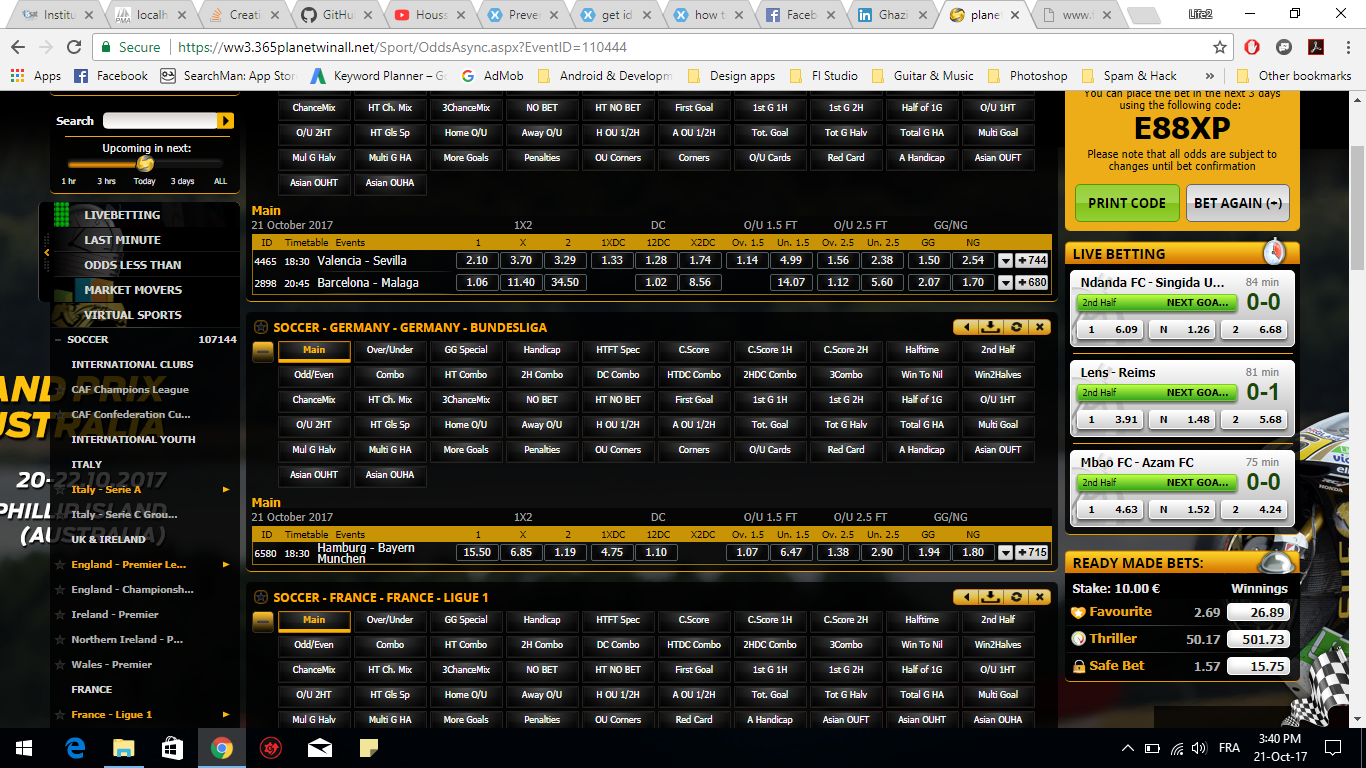 Institu
localh
Creati
GitHu
Houss
Preve
get id
how t
Faceb
Ghazi
plane
www.
Life2
Secure | https://ww3.365planetwinall.net/Sport/OddsAsync.aspx?EventID=110444
Apps Facebook SearchMan: App Stor Keyword Planner – Go AdMob Android & Developm Design apps Fl Studio Guitar & Music Photoshop Spam & Hack » Other bookmarks
Search
Upcoming in next:
1 hr 3 hrs Today 3 days ALL
LIVEBETTING
LAST MINUTE
ODDS LESS THAN
MARKET MOVERS
VIRTUAL SPORTS
SOCCER 107144
INTERNATIONAL CLUBS
CAF Champions League
CAF Confederation Cu...
INTERNATIONAL YOUTH
ITALY
Italy - Serie A
Italy - Serie C Grou...
UK & IRELAND
England - Premier Le...
England - Championsh...
Ireland - Premier
Northern Ireland - P...
Wales - Premier
FRANCE
France - Ligue 1
AND PRIX
AUSTRALIA
20-22.10.2017
PHILLIP ISLAND
(AUSTRALIA)
ChanceMix HT Ch. Mix 3ChanceMix NO BET HT NO BET First Goal 1st G 1H 1st G 2H Half of 1G O/U 1HT
O/U 2HT HT Gls Sp Home O/U Away O/U H OU 1/2H A OU 1/2H Tot. Goal Tot G Halv Total G HA Multi Goal
Mul G Halv Multi G HA More Goals Penalties OU Corners Corners O/U Cards Red Card A Handicap Asian OUFT
Asian OUHT Asian OUHA
Main
21 October 2017 1X2 DC O/U 1.5 FT O/U 2.5 FT GG/NG
ID Timetable Events 1 X 2 1XDC 12DC X2DC Ov. 1.5 Un. 1.5 Ov. 2.5 Un. 2.5 GG NG
4465 18:30 Valencia - Sevilla 2.10 3.70 3.29 1.33 1.28 1.74 1.14 4.99 1.56 2.38 1.50 2.54 +744
2898 20:45 Barcelona - Malaga 1.06 11.40 34.50 1.02 8.56 14.07 1.12 5.60 2.07 1.70 +680
SOCCER - GERMANY - GERMANY - BUNDESLIGA
Main Over/Under GG Special Handicap HTFT Spec C.Score C.Score 1H C.Score 2H Halftime 2nd Half
Odd/Even Combo HT Combo 2H Combo DC Combo HTDC Combo 2HDC Combo 3Combo Win To Nil Win2Halves
ChanceMix HT Ch. Mix 3ChanceMix NO BET HT NO BET First Goal 1st G 1H 1st G 2H Half of 1G O/U 1HT
O/U 2HT HT Gls Sp Home O/U Away O/U H OU 1/2H A OU 1/2H Tot. Goal Tot G Halv Total G HA Multi Goal
Mul G Halv Multi G HA More Goals Penalties OU Corners Corners O/U Cards Red Card A Handicap Asian OUFT
Asian OUHT Asian OUHA
Main
21 October 2017 1X2 DC O/U 1.5 FT O/U 2.5 FT GG/NG
ID Timetable Events 1 X 2 1XDC 12DC X2DC Ov. 1.5 Un. 1.5 Ov. 2.5 Un. 2.5 GG NG
6580 18:30 Hamburg - Bayern Munchen 15.50 6.85 1.19 4.75 1.10 1.07 6.47 1.38 2.90 1.94 1.80 +715
SOCCER - FRANCE - FRANCE - LIGUE 1
Main Over/Under GG Special Handicap HTFT Spec C.Score C.Score 1H C.Score 2H Halftime 2nd Half
Odd/Even Combo HT Combo 2H Combo DC Combo HTDC Combo 2HDC Combo 3Combo Win To Nil Win2Halves
ChanceMix HT Ch. Mix 3ChanceMix NO BET HT NO BET First Goal 1st G 1H 1st G 2H Half of 1G O/U 1HT
O/U 2HT HT Gls Sp Home O/U Away O/U H OU 1/2H A OU 1/2H Tot. Goal Tot G Halv Total G HA Multi Goal
Mul G Halv Multi G HA More Goals Penalties OU Corners Red Card A Handicap Asian OUFT Asian OUHT Asian OUHA
You can place the bet in the next 3 days
using the following code:
E88XP
Please note that all odds are subject to
changes until bet confirmation
PRINT CODE BET AGAIN (-)
LIVE BETTING
Ndanda FC - Singida U... 84 min
2nd Half NEXT GOA... 0-0
1 6.09 N 1.26 2 6.68
Lens - Reims 81 min
2nd Half NEXT GOA... 0-1
1 3.91 N 1.48 2 5.68
Mbao FC - Azam FC 75 min
2nd Half NEXT GOA... 0-0
1 4.63 N 1.52 2 4.24
READY MADE BETS:
Stake: 10.00 € Winnings
Favourite 2.69 26.89
Thriller 50.17 501.73
Safe Bet 1.57 15.75
FRA
3:40 PM
21-Oct-17